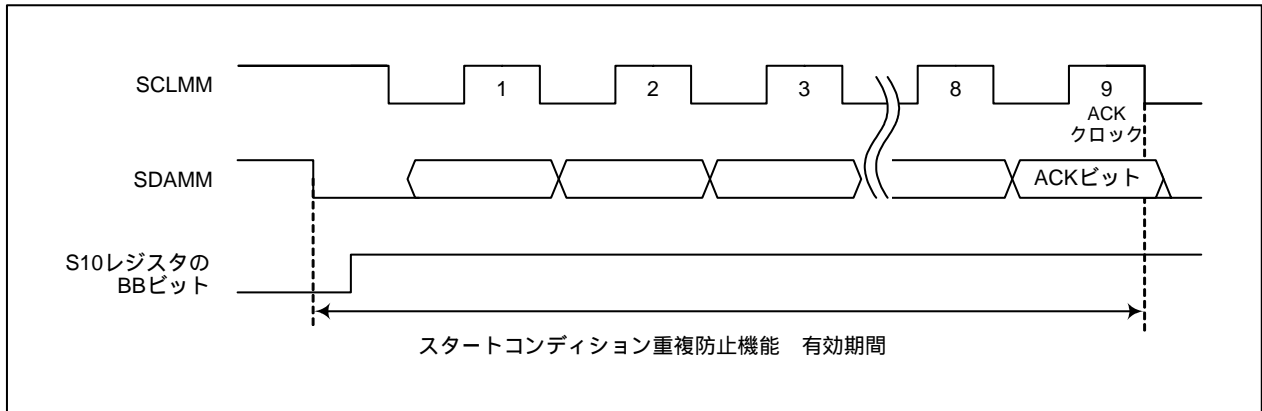 SCLMM
1
2
3
8
9
ACK
クロック
SDAMM
ACKビット
S10レジスタの
BBビット
スタートコンディション重複防止機能　有効期間